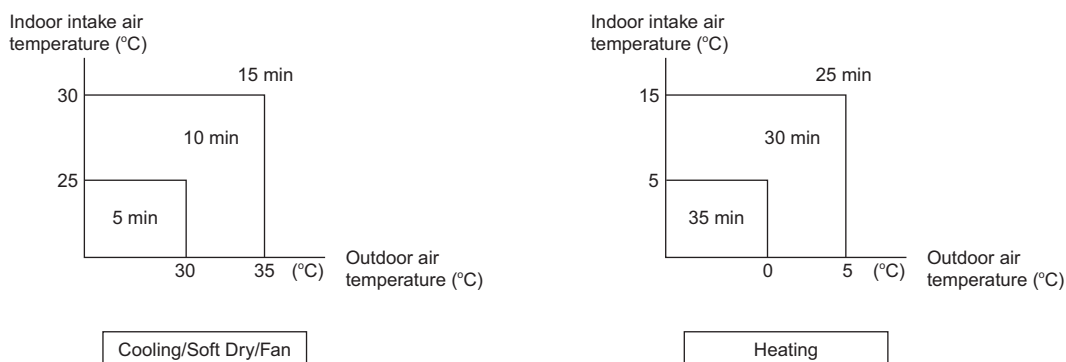 Indoor intake air
temperature (°C)
15 min
30
10 min
25
5 min
30 35 (°C)
Outdoor air
temperature (°C)
Cooling/Soft Dry/Fan
Indoor intake air
temperature (°C)
25 min
15
30 min
5
35 min
0 5 (°C)
Outdoor air
temperature (°C)
Heating